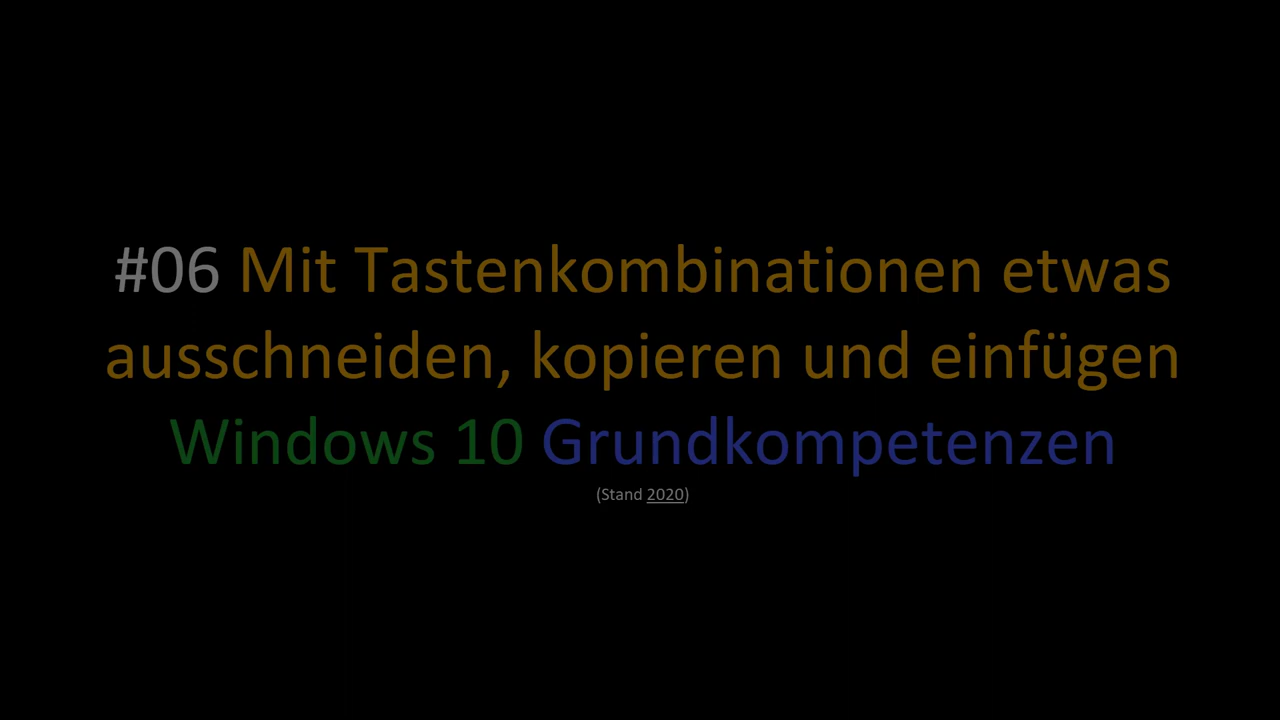 #06 Mit Tastenkombinationen etwas
ausschneiden, kopieren und einfügen
Windows 10 Grundkompetenzen
(Stand 2020)